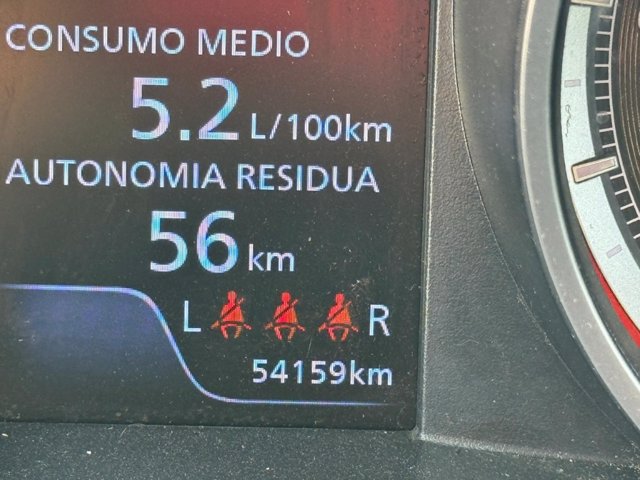 CONSUMO MEDIO
5.2 L/100km
AUTONOMIA RESIDUA
56 km
L R
54159km